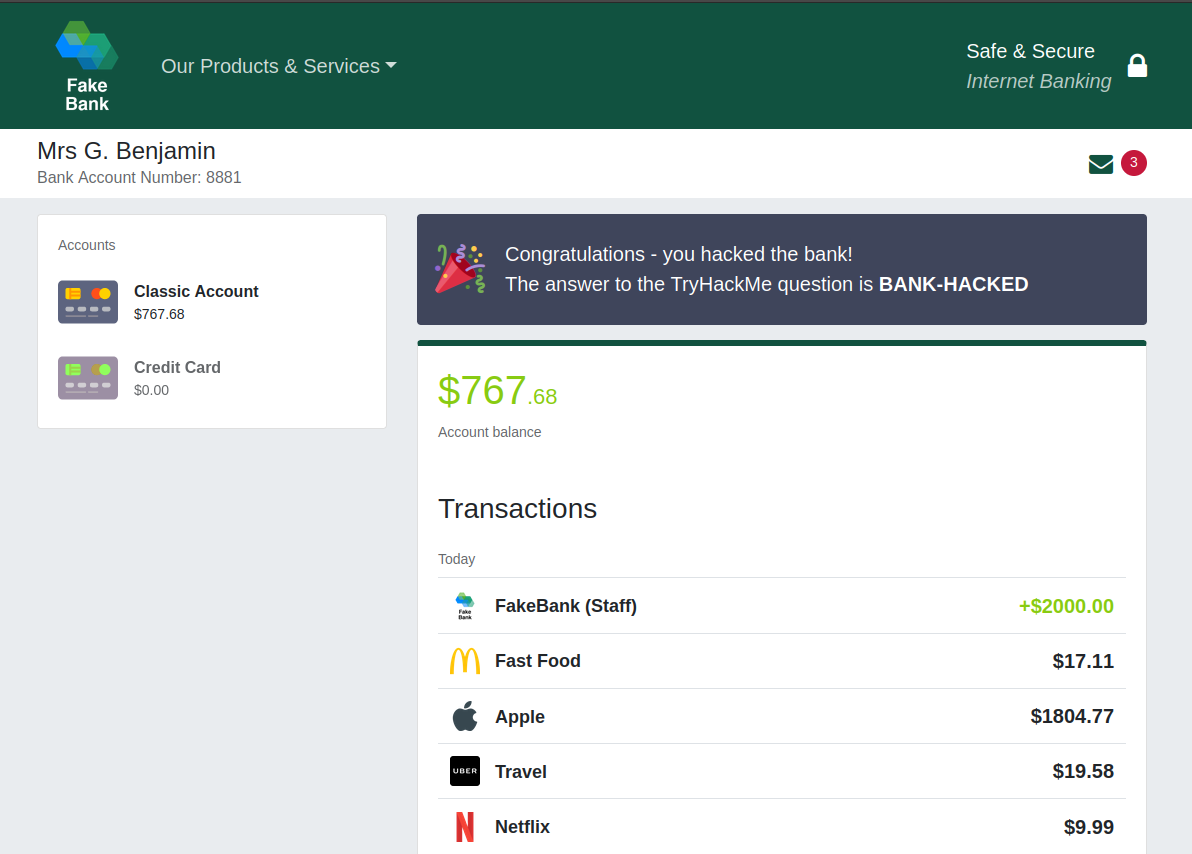 Fake
Bank
Our Products & Services
Safe & Secure
Internet Banking
Mrs G. Benjamin
Bank Account Number: 8881
3
Accounts
Classic Account
$767.68
Credit Card
$0.00
Congratulations - you hacked the bank!
The answer to the TryHackMe question is BANK-HACKED
$767.68
Account balance
Transactions
Today
Fake
Bank
FakeBank (Staff)
+$2000.00
Fast Food
$17.11
Apple
$1804.77
UBER
Travel
$19.58
Netflix
$9.99